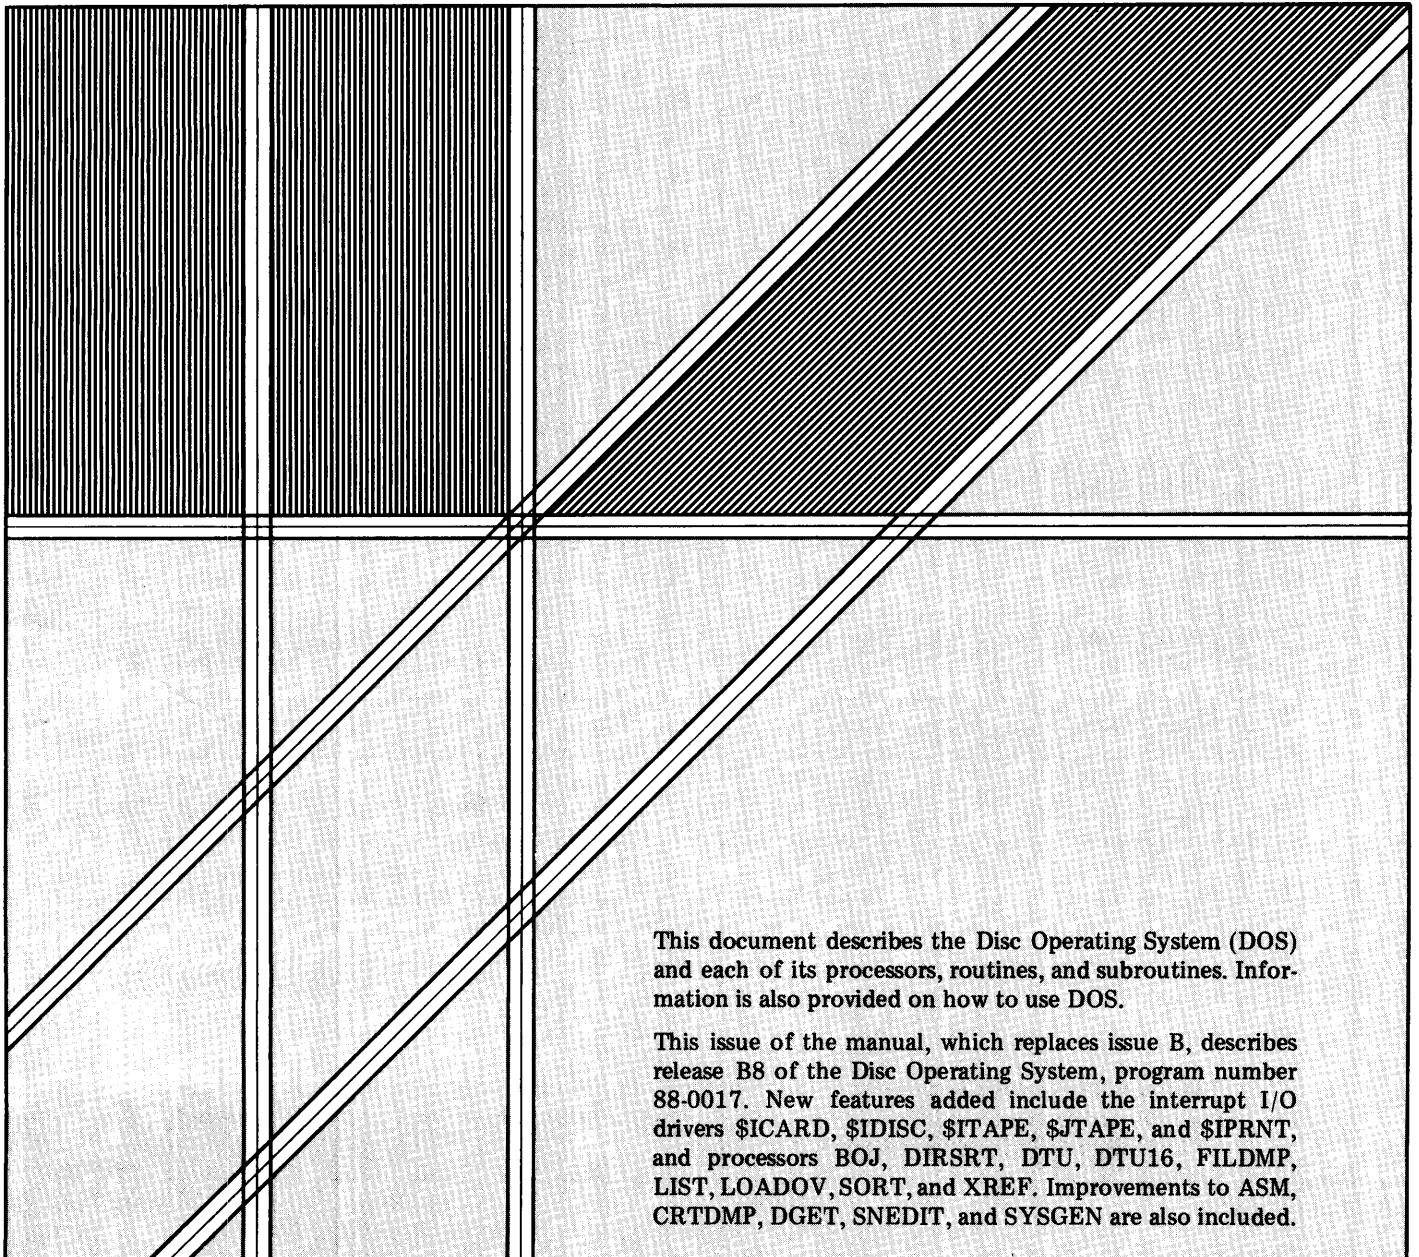 This document describes the Disc Operating System (DOS)
and each of its processors, routines, and subroutines. Infor-
mation is also provided on how to use DOS.
This issue of the manual, which replaces issue B, describes
release B8 of the Disc Operating System, program number
88-0017. New features added include the interrupt I/O
drivers $ICARD, $IDISC, $ITAPE, $JTAPE, and $IPRNT,
and processors BOJ, DIRSRT, DTU, DTU16, FILDMP,
LIST, LOADOV, SORT, and XREF. Improvements to ASM,
CRTDMP, DGET, SNEDIT, and SYSGEN are also included.